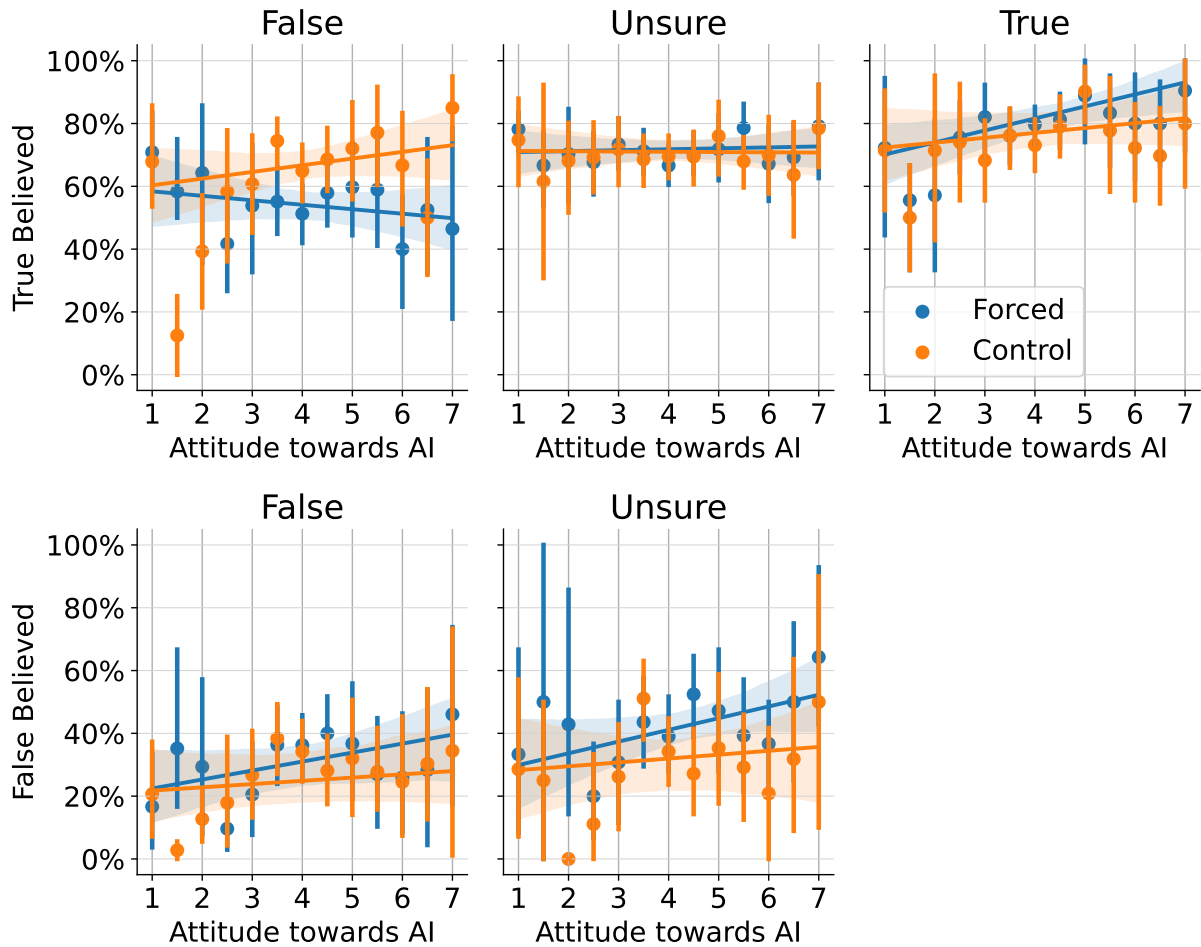 False
Unsure
True
True Believed
100%
80%
60%
40%
20%
0%
1 2 3 4 5 6 7
Attitude towards AI
1 2 3 4 5 6 7
Attitude towards AI
Forced
Control
1 2 3 4 5 6 7
Attitude towards AI
False
Unsure
False Believed
100%
80%
60%
40%
20%
0%
1 2 3 4 5 6 7
Attitude towards AI
1 2 3 4 5 6 7
Attitude towards AI